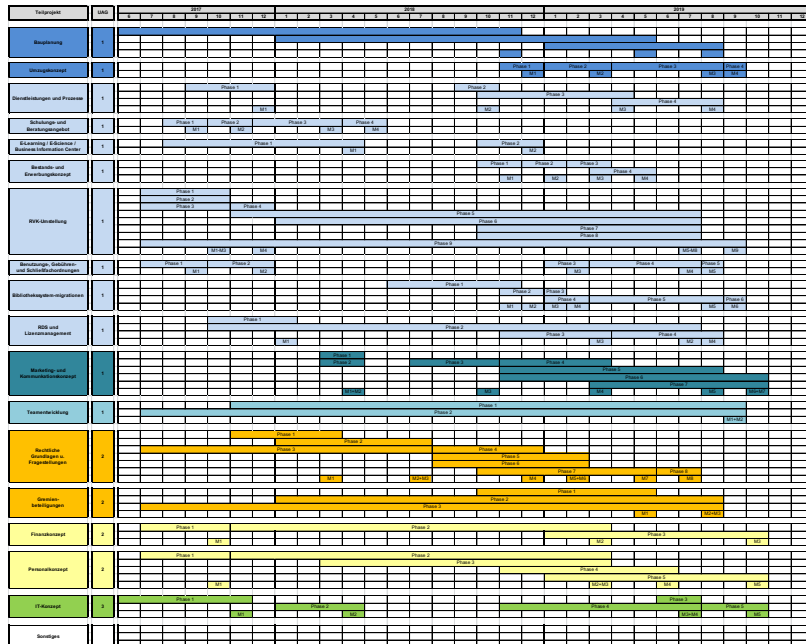 Teilprojekt UAG 2017 2018 2019
6 7 8 9 10 11 12 1 2 3 4 5 6 7 8 9 10 11 12 1 2 3 4 5 6 7 8 9 10 11 12
Bauplanung 1
Umzugskonzept 1 Phase 1 Phase 2 Phase 3 Phase 4
M1 M2 M3 M4
Dienstleistungen und Prozesse 1
Phase 1 Phase 2
Phase 3
Phase 4
M1 M2 M3 M4
Schulungs- und
Beratungsangebot 1
Phase 1 Phase 2 Phase 3 Phase 4
M1 M2 M3 M4
E-Learning / E-Science /
Business Information Center 1
Phase 1 Phase 2
M1 M2
Bestands- und
Erwerbungskonzept 1
Phase 1 Phase 2 Phase 3
Phase 4
M1 M2 M3 M4
RVK-Umstellung 1
Phase 1
Phase 2
Phase 3 Phase 4
Phase 5
Phase 6
Phase 7
Phase 8
Phase 9
M1-M3 M4 M5-M8 M9
Benutzungs-, Gebühren-
und Schließfachordnungen 1
Phase 1 Phase 2 Phase 3 Phase 4 Phase 5
M1 M2 M3 M4 M5
Bibliothekssystem-migrationen 1
Phase 1
Phase 2 Phase 3
Phase 4 Phase 5 Phase 6
M1 M2 M3 M4 M5 M6
RDS und
Lizenzmanagement 1
Phase 1
Phase 2
Phase 3 Phase 4
M1 M3 M2 M4
Marketing- und
Kommunikationskonzept 1
Phase 1
Phase 2 Phase 3 Phase 4
Phase 5
Phase 6
Phase 7
M1+M2 M3 M4 M5
Teamentwicklung 1
Phase 1
Phase 2
M1+M2
Rechtliche
Grundlagen u.
Fragestellungen 2
Phase 1
Phase 2
Phase 3 Phase 4
Phase 5
Phase 6
Phase 7 Phase 8
M1 M2+M3 M4 M5+M6 M7 M8
Gremien-
beteiligungen 2
Phase 1
Phase 2
Phase 3
M1 M2+M3
Finanzkonzept 2
Phase 1 Phase 2
Phase 3
M1 M2 M3
Personalkonzept 2
Phase 1 Phase 2
Phase 3
Phase 4
Phase 5
M1 M2+M3 M4 M5
IT-Konzept 3
Phase 1 Phase 3
Phase 2 Phase 4 Phase 5
M1 M2 M3+M4 M5
Sonstiges